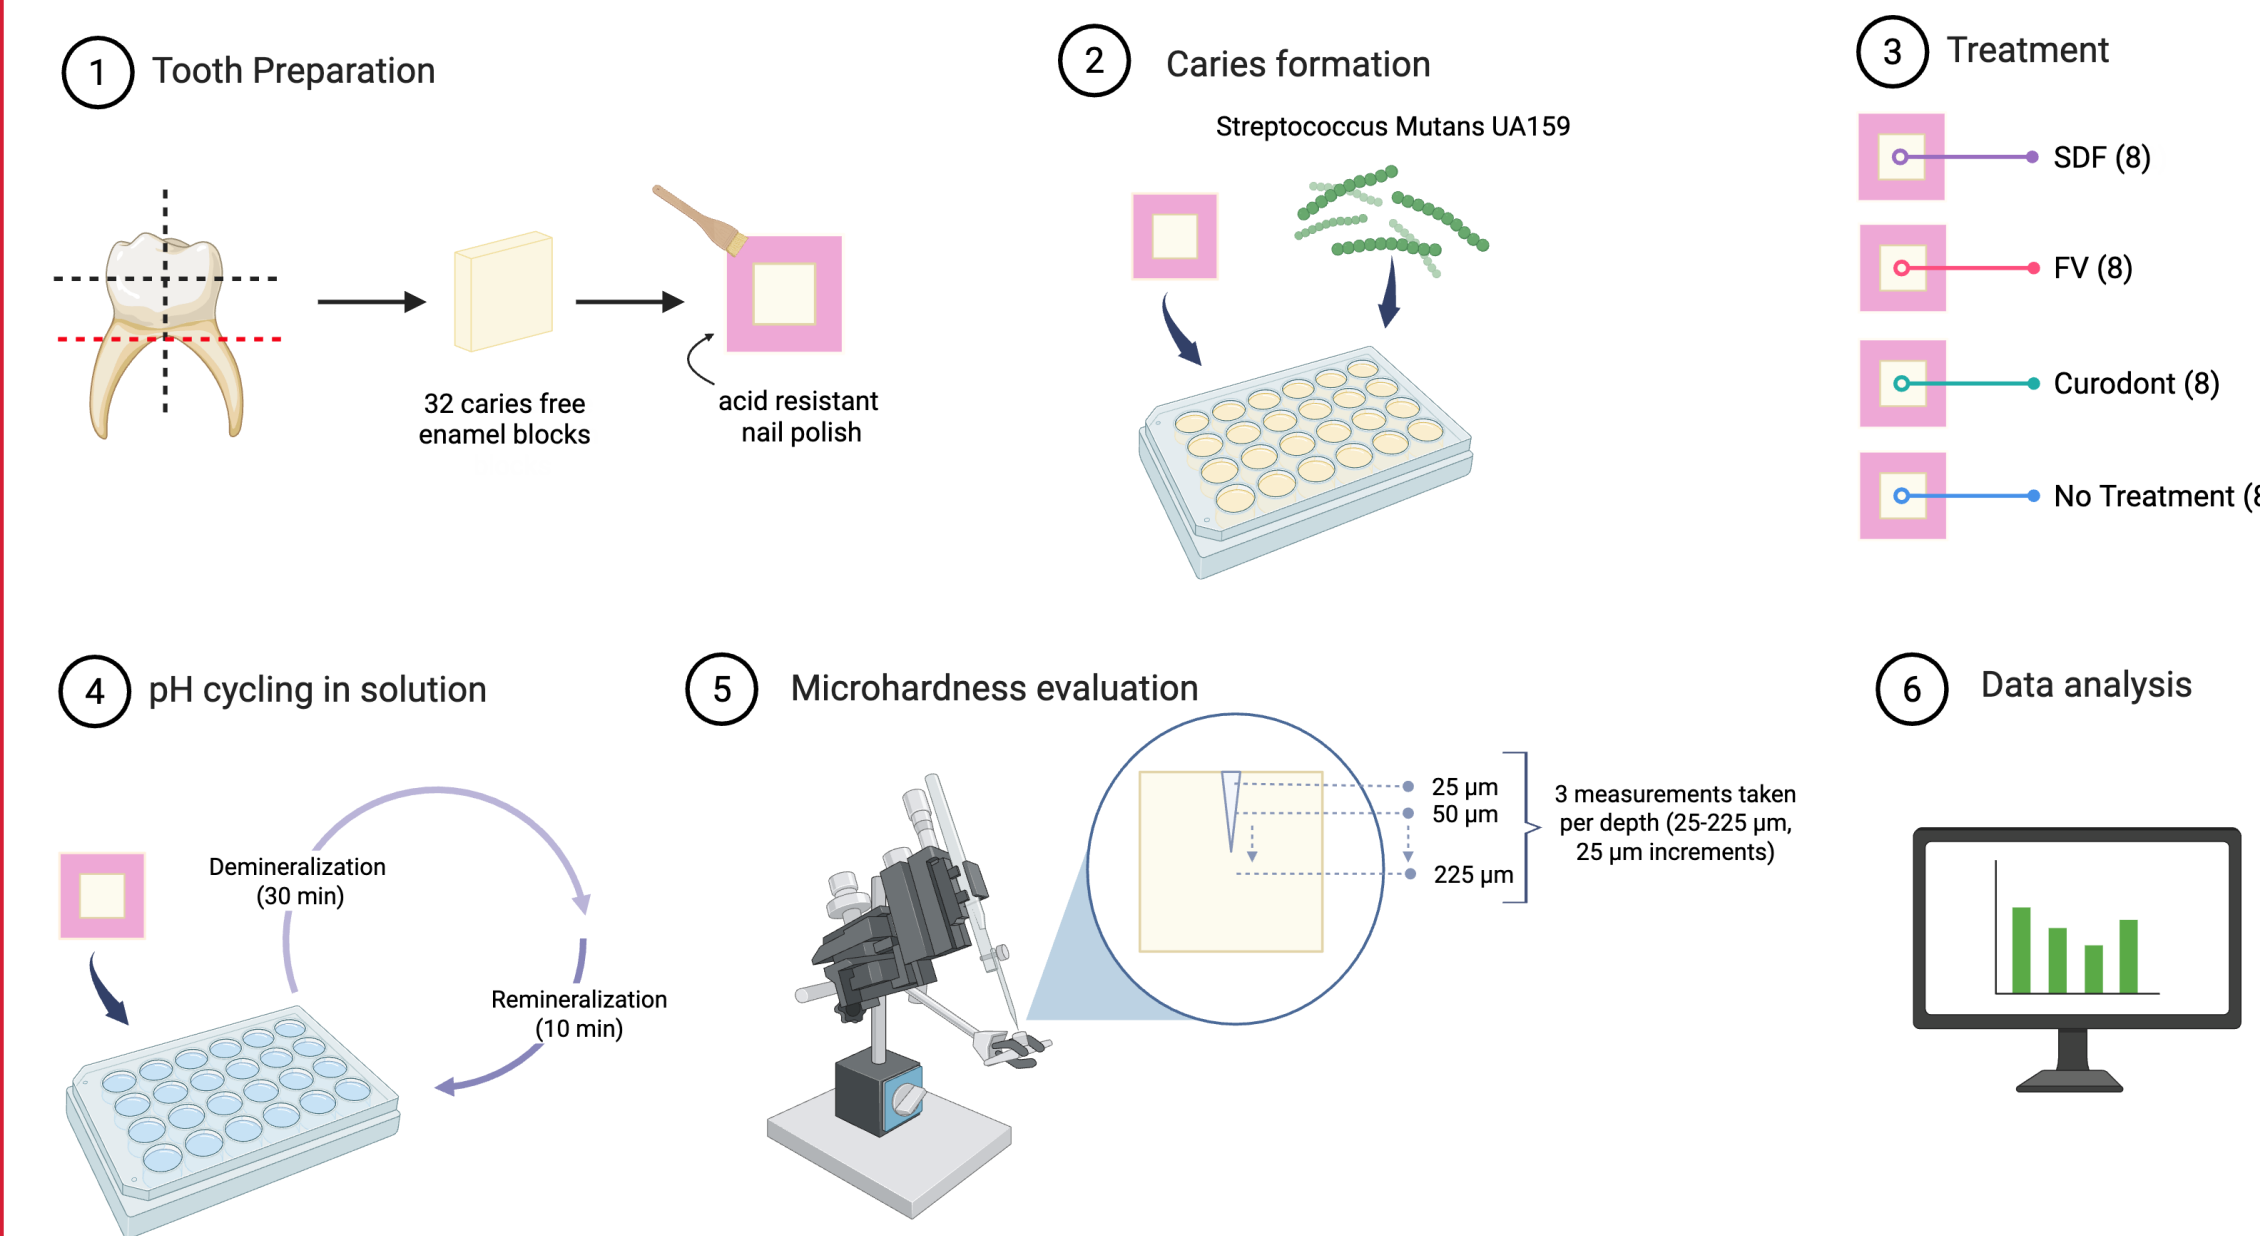 1 Tooth Preparation
32 caries free
enamel blocks
acid resistant
nail polish
2 Caries formation
Streptococcus Mutans UA159
3 Treatment
SDF (8)
FV (8)
Curodont (8)
No Treatment (8
4 pH cycling in solution
Demineralization
(30 min)
Remineralization
(10 min)
5 Microhardness evaluation
25 μm
50 μm
225 μm
3 measurements taken
per depth (25-225 μm,
25 μm increments)
6 Data analysis